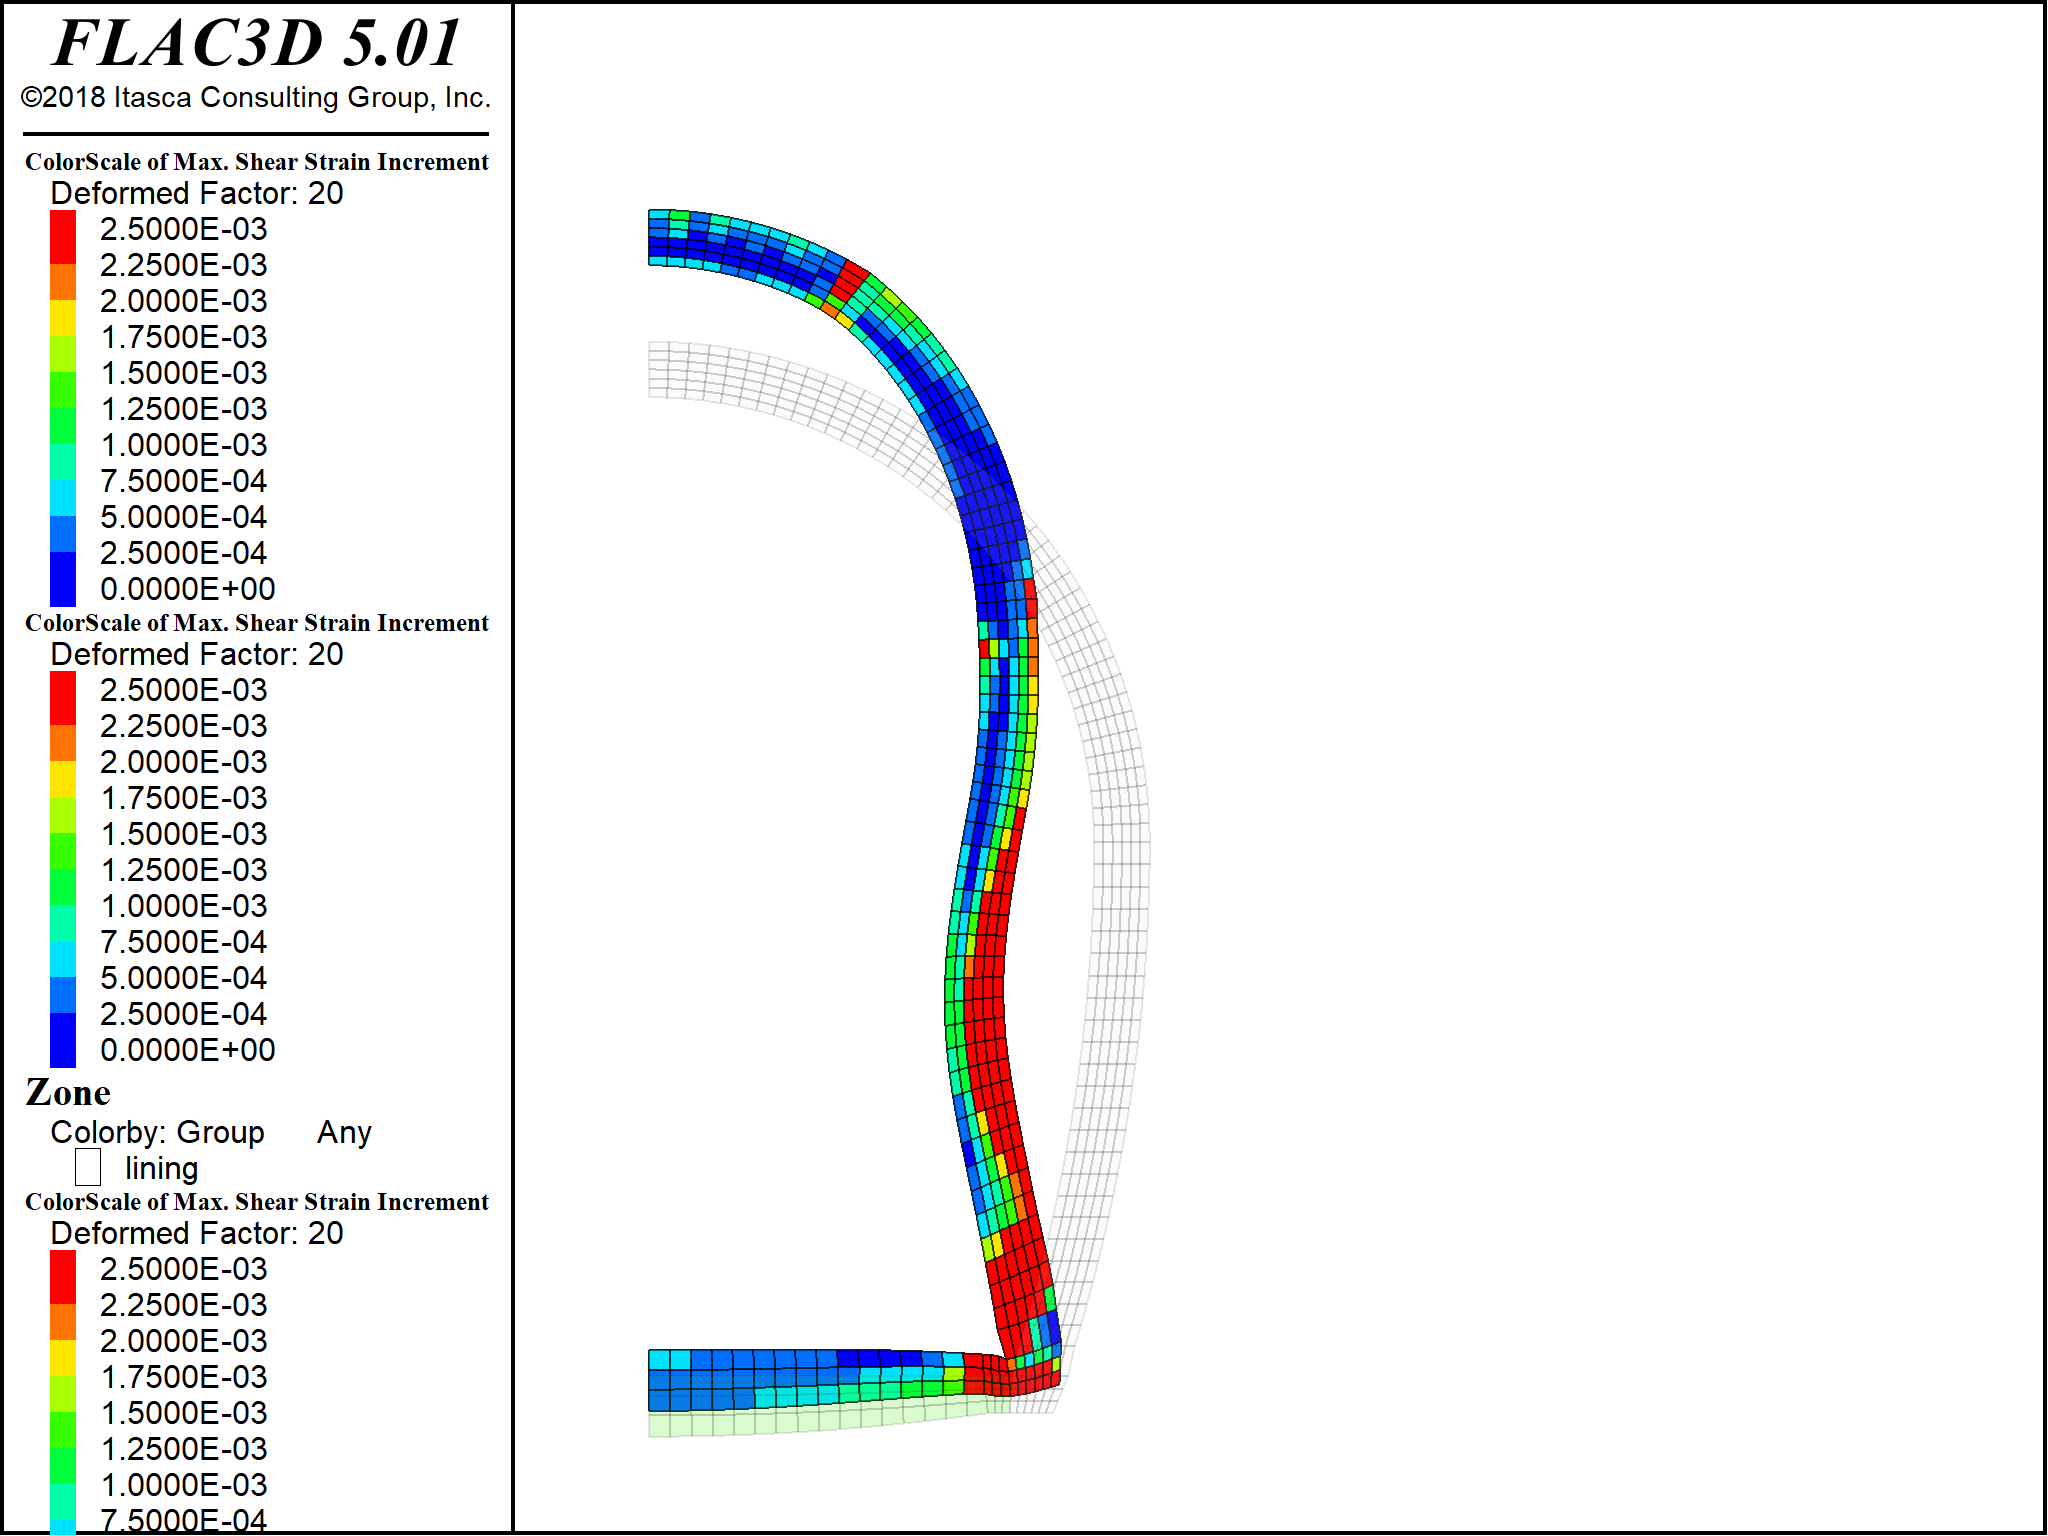 FLAC3D 5.01
©2018 Itasca Consulting Group, Inc.
ColorScale of Max. Shear Strain Increment
Deformed Factor: 20
2.5000E-03
2.2500E-03
2.0000E-03
1.7500E-03
1.5000E-03
1.2500E-03
1.0000E-03
7.5000E-04
5.0000E-04
2.5000E-04
0.0000E+00
ColorScale of Max. Shear Strain Increment
Deformed Factor: 20
2.5000E-03
2.2500E-03
2.0000E-03
1.7500E-03
1.5000E-03
1.2500E-03
1.0000E-03
7.5000E-04
5.0000E-04
2.5000E-04
0.0000E+00
Zone
Colorby: Group Any
lining
ColorScale of Max. Shear Strain Increment
Deformed Factor: 20
2.5000E-03
2.2500E-03
2.0000E-03
1.7500E-03
1.5000E-03
1.2500E-03
1.0000E-03
7.5000E-04